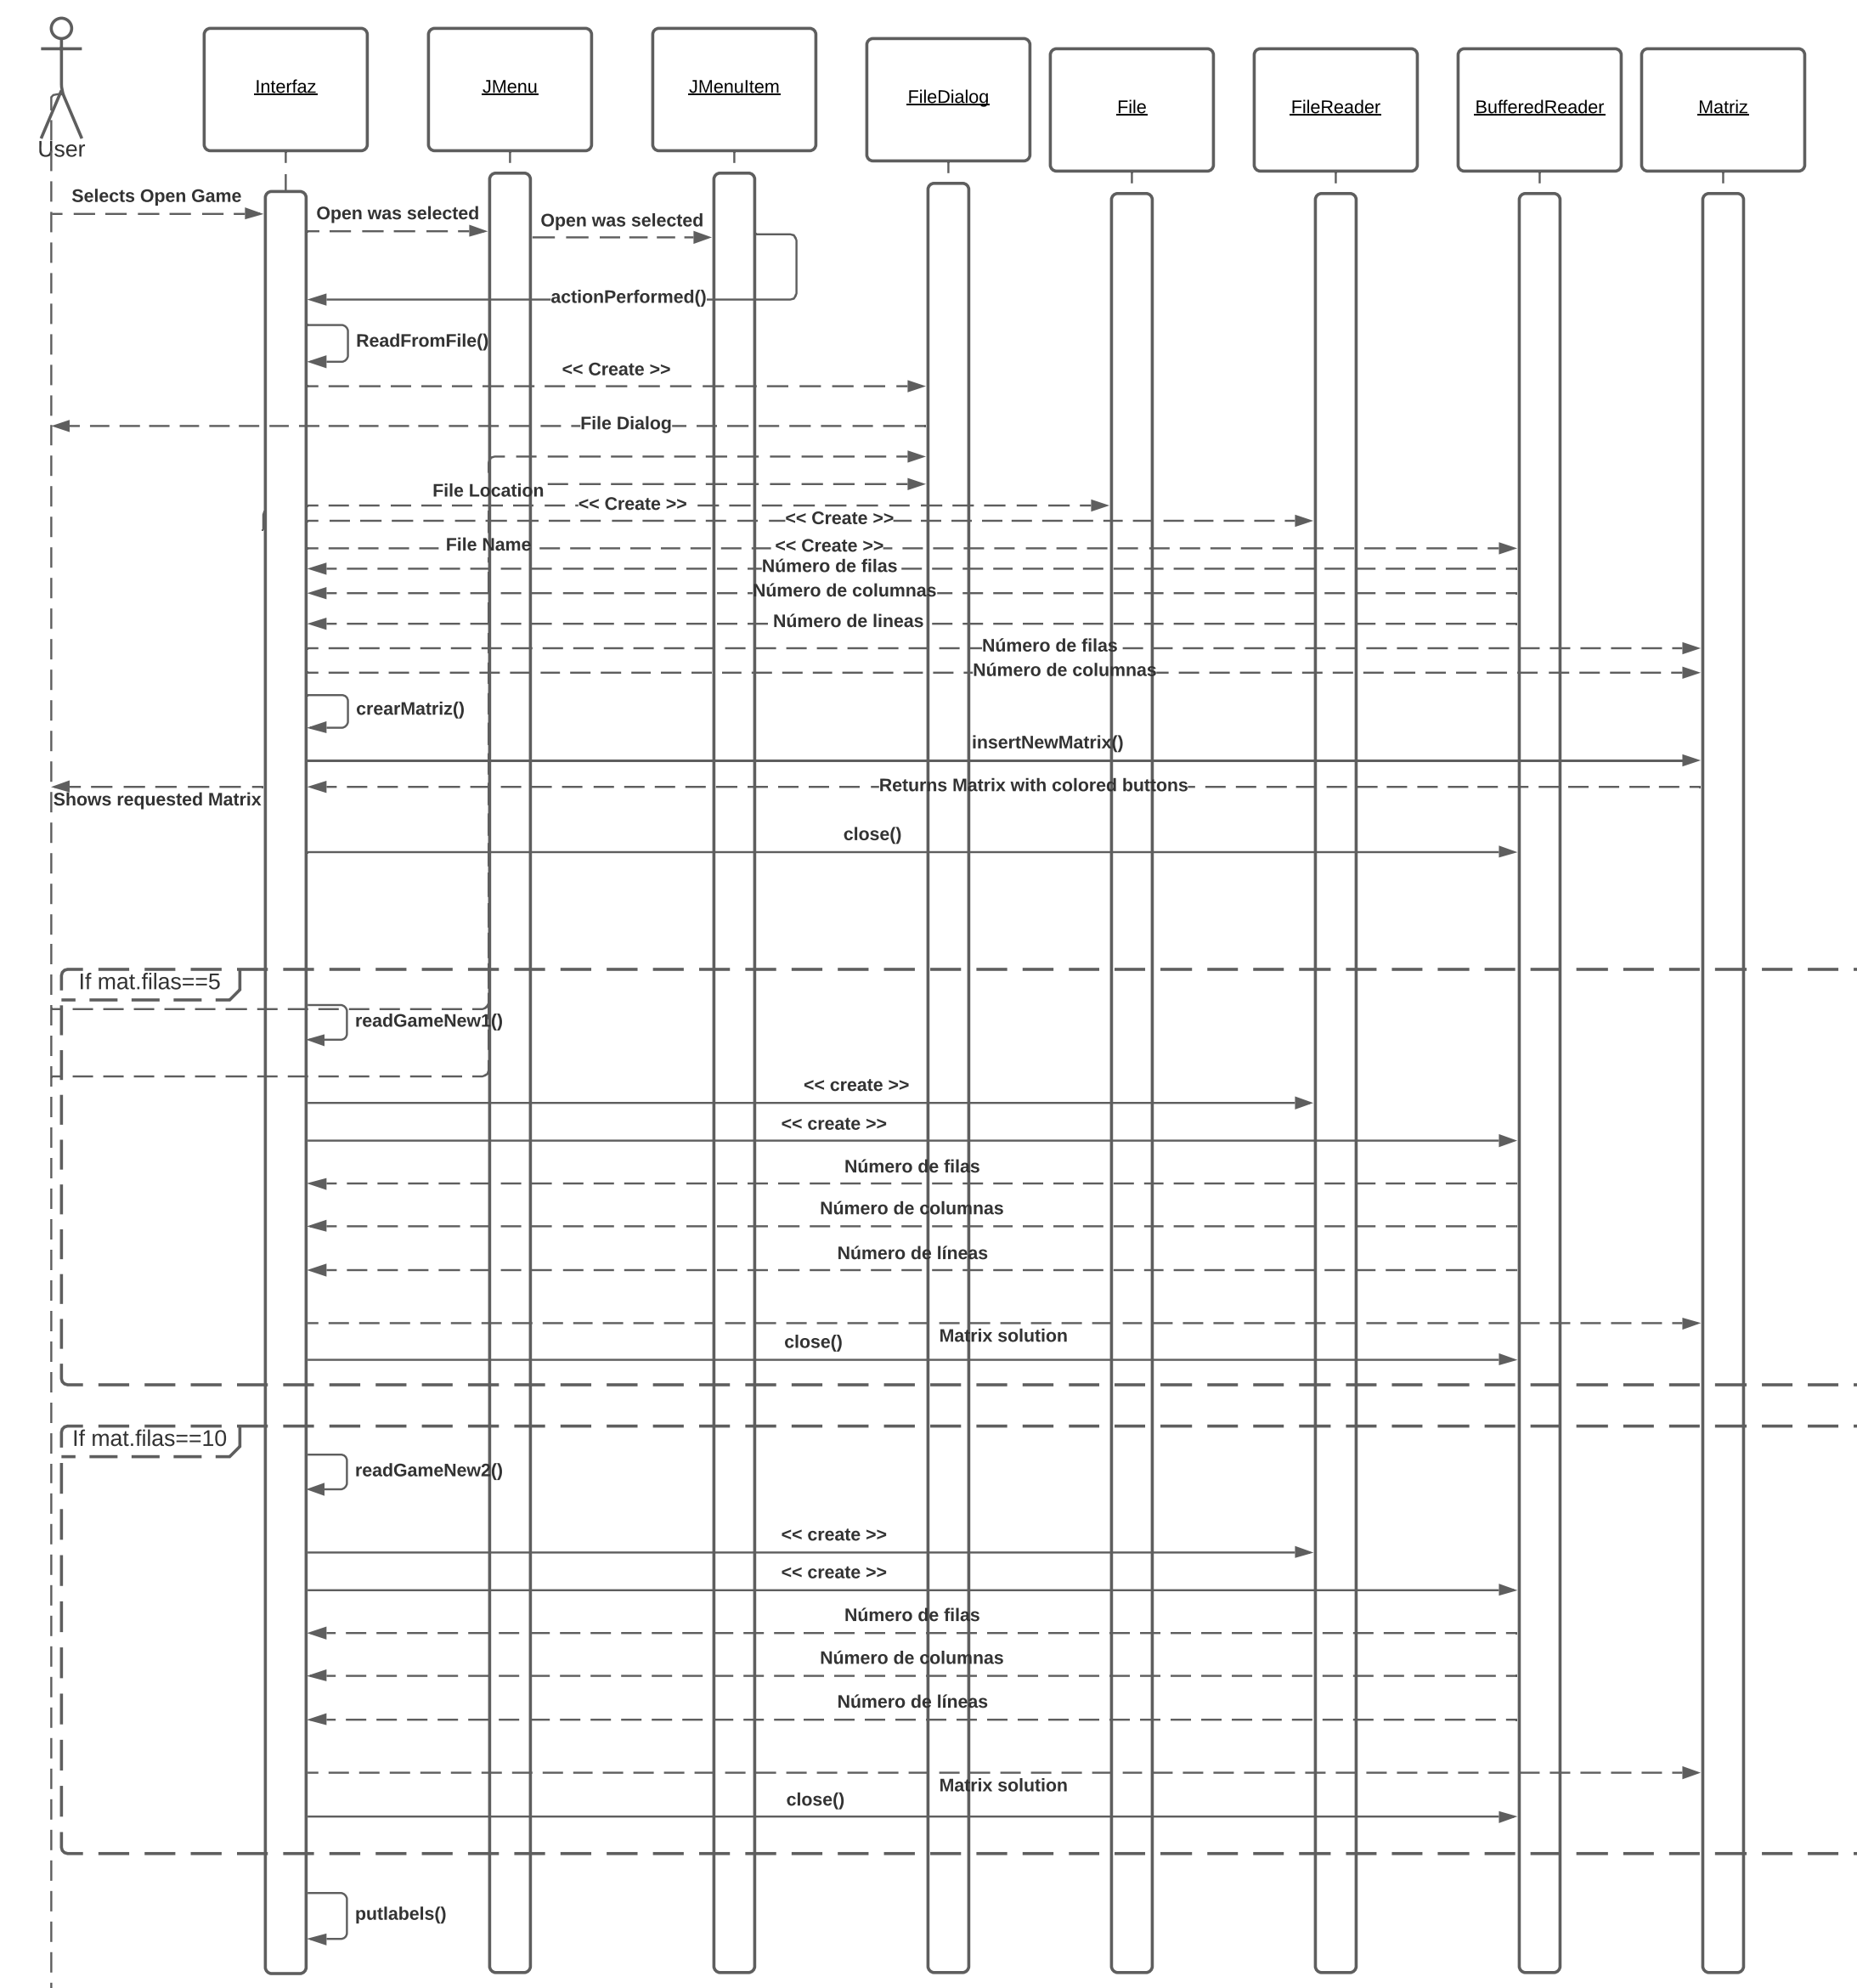 User
Interfaz
JMenu
JMenuItem
FileDialog
File
FileReader
BufferedReader
Matriz
Selects Open Game
Open was selected
Open was selected
actionPerformed()
ReadFromFile()
<< Create >>
File Dialog
File Location
<< Create >>
<< Create >>
File Name
<< Create >>
Número de filas
Número de columnas
Número de lineas
Número de filas
Número de columnas
crearMatriz()
insertNewMatrix()
Returns Matrix with colored buttons
Shows requested Matrix
close()
If mat.filas==5
readGameNew1()
<< create >>
<< create >>
Número de filas
Número de columnas
Número de líneas
Matrix solution
close()
If mat.filas==10
readGameNew2()
<< create >>
<< create >>
Número de filas
Número de columnas
Número de líneas
Matrix solution
close()
putlabels()